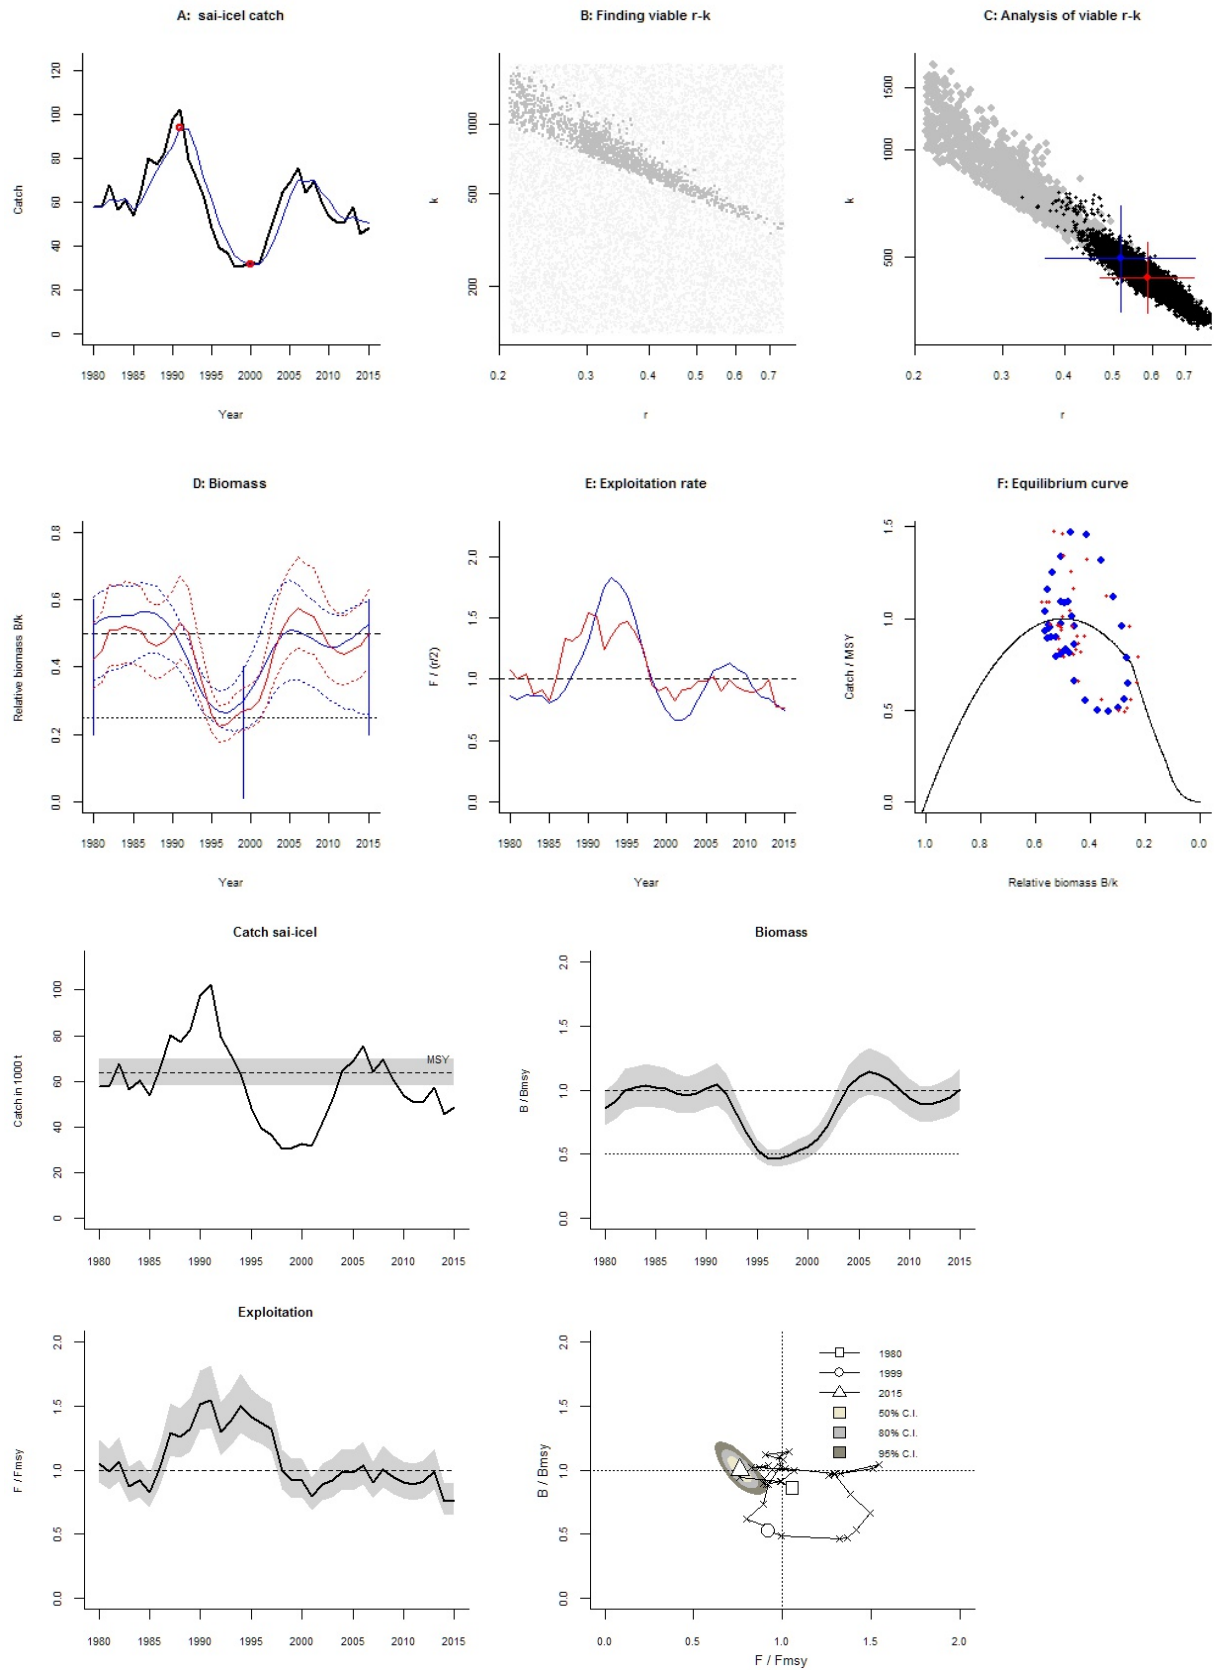 A:  sai-icel catch
B: Finding viable r-k
C: Analysis of viable r-k
Catch
0 20 40 60 80 100 120
1980 1985 1990 1995 2000 2005 2010 2015
Year
k
200 500 1000
0.2 0.3 0.4 0.5 0.6 0.7
r
k
500 1000 1500
0.2 0.3 0.4 0.5 0.6 0.7
r
D: Biomass
E: Exploitation rate
F: Equilibrium curve
Relative biomass B/k
0.0 0.2 0.4 0.6 0.8
1980 1985 1990 1995 2000 2005 2010 2015
Year
F / (r/2)
0.0 0.5 1.0 1.5 2.0
1980 1985 1990 1995 2000 2005 2010 2015
Year
Catch / MSY
0.0 0.5 1.0 1.5
1.0 0.8 0.6 0.4 0.2 0.0
Relative biomass B/k
Catch sai-icel
Biomass
Catch in 1000 t
0 20 40 60 80 100
MSY
1980 1985 1990 1995 2000 2005 2010 2015
B / Bmsy
0.0 0.5 1.0 1.5 2.0
1980 1985 1990 1995 2000 2005 2010 2015
Exploitation
F / Fmsy
0.0 0.5 1.0 1.5 2.0
1980 1985 1990 1995 2000 2005 2010 2015
B / Bmsy
0.0 0.5 1.0 1.5 2.0
1980
1999
2015
50% C.I.
80% C.I.
95% C.I.
0.0 0.5 1.0 1.5 2.0
F / Fmsy